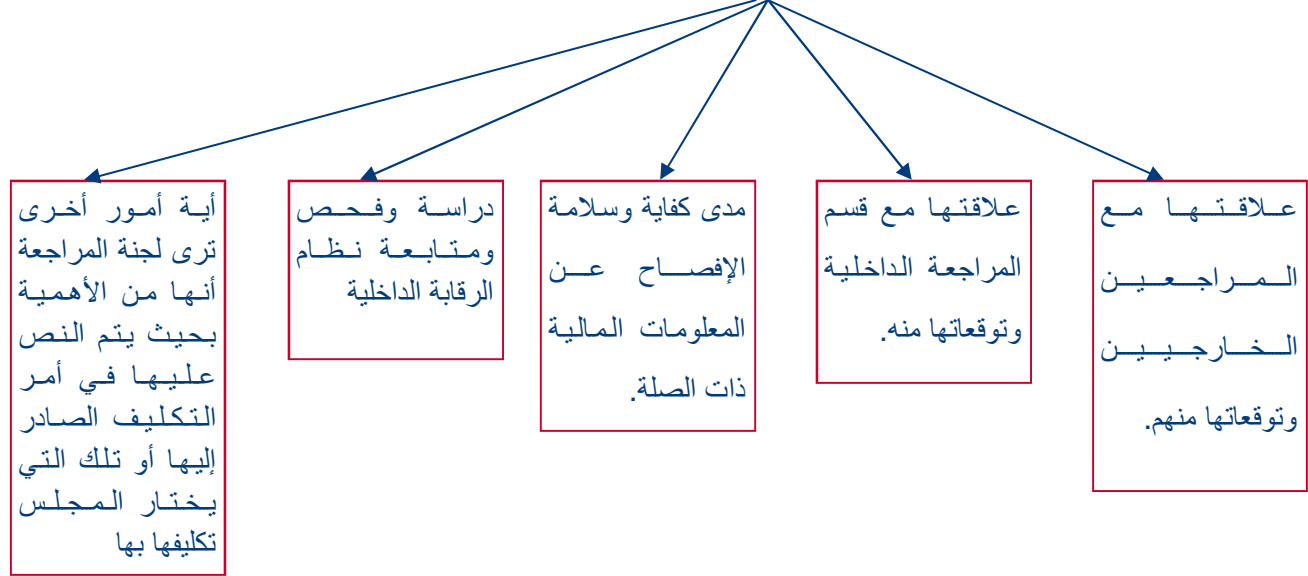 علاقتها مع
المراجعين
الخارجيين
وتوقعاتها منهم.
علاقتها مع قسم
المراجعة الداخلية
وتوقعاتها منه.
مدى كفاية وسلامة
الإفصاح عن
المعلومات المالية
ذات الصلة.
دراسة وفحص
ومتابعة نظام
الرقابة الداخلية
أية أمور أخرى
ترى لجنة المراجعة
أنها من الأهمية
بحيث يتم النص
عليها في أمر
التكليف الصادر
إليها أو تلك التي
يختار المجلس
تكليفها بها